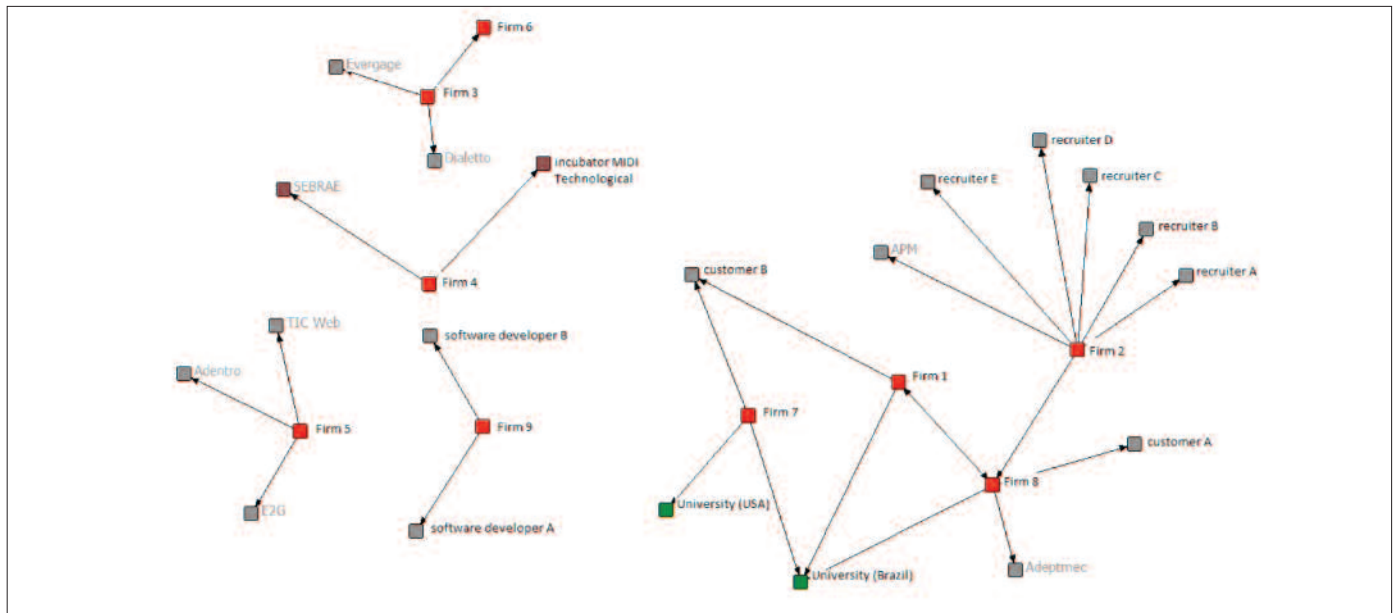 Firm 6
Evergage
Firm 3
Dialetto
incubator MIDI
Technological
SEBRAE
Firm 4
TIC Web
software developer B
Adentro
Firm 5
Firm 9
E2G
software developer A
recruiter D
recruiter C
recruiter E
recruiter B
APM
recruiter A
customer B
Firm 2
Firm 1
Firm 7
customer A
Firm 8
University (USA)
University (Brazil)
Adeptmec